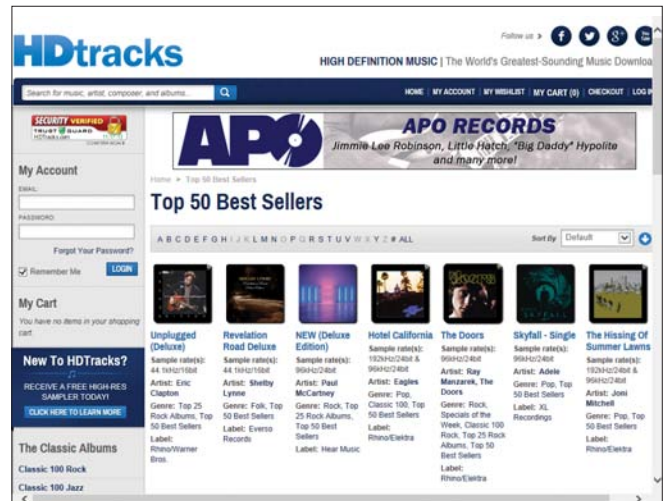 Follow us >
HDtracks
HIGH DEFINITION MUSIC | The World's Greatest-Sounding Music Downloa
Search for music, artist, composer, and albums...
HOME | MY ACCOUNT | MY WISHLIST | MY CART (0) | CHECKOUT | LOG IN
SECURITY VERIFIED
TRUST GUARD
HDTracks.com
APO
APO RECORDS
Jimmie Lee Robinson, Little Hatch, "Big Daddy" Hypolite
and many more!
My Account
EMAIL:
PASSWORD:
Forgot Your Password?
Remember Me
LOGIN
My Cart
You have no items in your shopping
cart.
New To HDTracks?
RECEIVE A FREE HIGH-RES
SAMPLER TODAY!
CLICK HERE TO LEARN MORE
The Classic Albums
Classic 100 Rock
Classic 100 Jazz
Home > Top 50 Best Sellers
Top 50 Best Sellers
A B C D E F G H I J K L M N O P Q R S T U V W X Y Z # ALL
Sort By
Default
Unplugged
(Deluxe)
Sample rate(s):
44.1kHz/16bit
Artist: Eric
Clapton
Genre: Top 25
Rock Albums, Top
50 Best Sellers
Label:
Rhino/Warner
Bros.
Revelation
Road Deluxe
Sample rate(s):
44.1kHz/16bit
Artist: Shelby
Lynne
Genre: Folk, Top
50 Best Sellers
Label: Everso
Records
NEW (Deluxe
Edition)
Sample rate(s):
96kHz/24bit
Artist: Paul
McCartney
Genre: Rock, Top
25 Rock Albums,
Top 50 Best
Sellers
Label: Hear Music
Hotel California
Sample rate(s):
192kHz/24bit &
96kHz/24bit
Artist: Eagles
Genre: Pop,
Classic 100, Top
50 Best Sellers
Label:
Rhino/Elektra
The Doors
Sample rate(s):
96kHz/24bit
Artist: Ray
Manzarek, The
Doors
Genre: Rock,
Specials of the
Week, Classic 100
Rock, Top 25 Rock
Albums, Top 50
Best Sellers
Label:
Rhino/Elektra
Skyfall - Single
Sample rate(s):
96kHz/24bit
Artist: Adele
Genre: Pop, Top
50 Best Sellers
Label: XL
Recordings
The Hissing Of
Summer Lawns
Sample rate(s):
192kHz/24bit &
96kHz/24bit
Artist: Joni
Mitchell
Genre: Pop, Top
50 Best Sellers
Label:
Rhino/Elektra